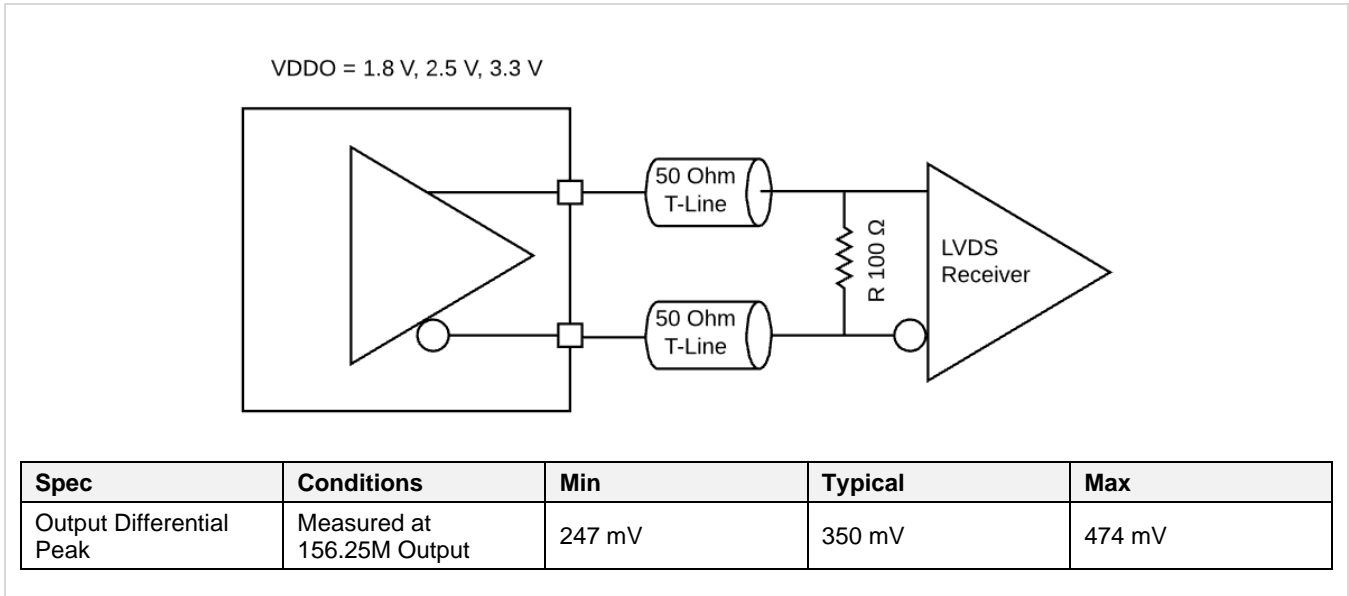 VDDO = 1.8 V, 2.5 V, 3.3 V
50 Ohm
T-Line
R 100 Ω
LVDS
Receiver
50 Ohm
T-Line
Spec Conditions Min Typical Max
Output Differential Peak Measured at 156.25M Output 247 mV 350 mV 474 mV